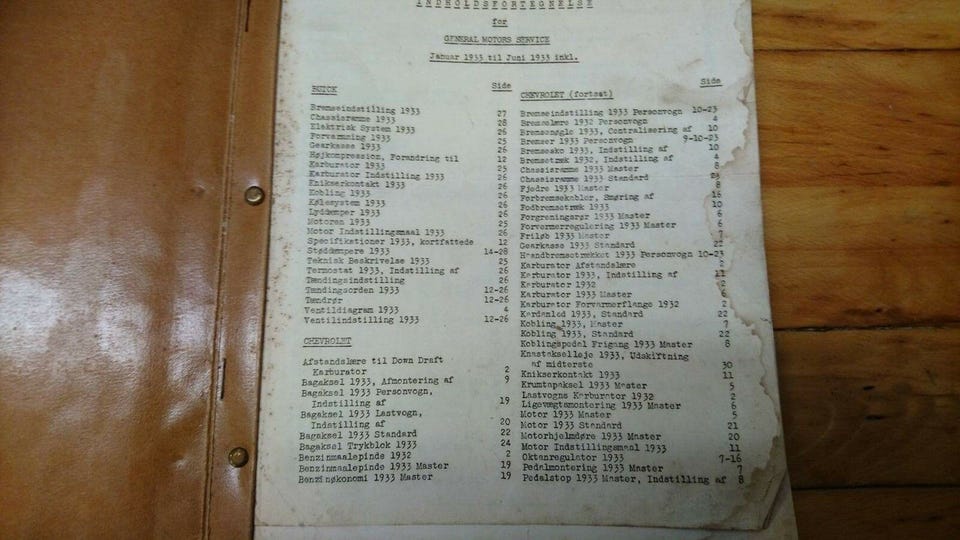 INDHOLDSFORTEGNELSE
for
GENERAL MOTORS SERVICE
Januar 1933 til Juni 1933 inkl.
BUICK Side
Bremseindstilling 1933 27
Chassisramme 1933 28
Elektrisk System 1933 26
Forvarmning 1933 25
Gearkasse 1933 26
Højkompression, Forandring til 12
Karburator 1933 25
Karburator Indstilling 1933 26
Knikserkontakt 1933 26
Kobling 1933 26
Kølesystem 1933 26
Lyddæmper 1933 26
Motoren 1933 25
Motor Indstillingsmaal 1933 26
Specifikationer 1933, kortfattede 12
Støddæmpere 1933 14-28
Teknisk Beskrivelse 1933 25
Termostat 1933, Indstilling af 26
Tændingsindstilling 26
Tændingsorden 1933 12-26
Tændrør 12-26
Ventildiagram 1933 4
Ventilindstilling 1933 12-26
CHEVROLET
Afstandslære til Down Draft
Karburator 2
Bagaksel 1933, Afmontering af 9
Bagaksel 1933 Personvogn,
Indstilling af 19
Bagaksel 1933 Lastvogn,
Indstilling af 20
Bagaksel 1933 Standard 22
Bagaksel Trykblok 1933 24
Benzinmaalepinde 1932 2
Benzinmaalepinde 1933 Master 19
Benzinøkonomi 1933 Master 19
CHEVROLET (fortsat) Side
Bremseindstilling 1933 Personvogn 10-23
Bremselære 1932 Personvogn 4
Bremsenøgle 1933, Centralisering af 10
Bremser 1933 Personvogn 9-10-23
Bremsesko 1933, Indstilling af 10
Bremsetræk 1932, Indstilling af 4
Chassisramme 1933 Master 8
Chassisramme 1933 Standard 23
Fjedre 1933 Master 8
Forbremsekabler, Smøring af 16
Fodbremsetræk 1933 10
Forgreningsrør 1933 Master 6
Forvarmerregulering 1933 Master 6
Friløb 1933 Master 7
Gearkasse 1933 Standard 22
Haandbremsetrækket 1933 Personvogn 10-23
Karburator Afstandslære 2
Karburator 1933, Indstilling af 11
Karburator 1932 2
Karburator 1933 Master 6
Karburator Forvarmerflange 1932 2
Kardanled 1933, Standard 22
Kobling 1933, Master 7
Kobling 1933, Standard 22
Koblingspedal Frigang 1933 Master 8
Knastakselleje 1933, Udskiftning
af midterste 30
Knikserkontakt 1933 11
Krumtapaksel 1933 Master 5
Lastvogns Karburator 1932 2
Ligevægtsmontering 1933 Master 6
Motor 1933 Master 5
Motor 1933 Standard 21
Motorhjelmdøre 1933 Master 20
Motor Indstillingsmaal 1933 11
Oktanregulator 1933 7-16
Pedalmontering 1933 Master 7
Pedalstop 1933 Master, Indstilling af 8